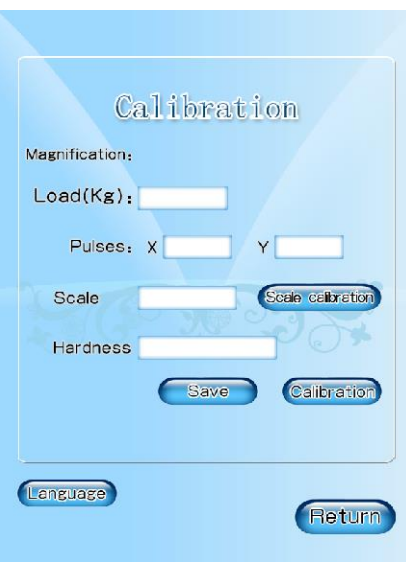 Calibration
Magnification:
Load(Kg):
Pulses: X Y
Scale Scale calibration
Hardness
Save Calibration
Language
Return